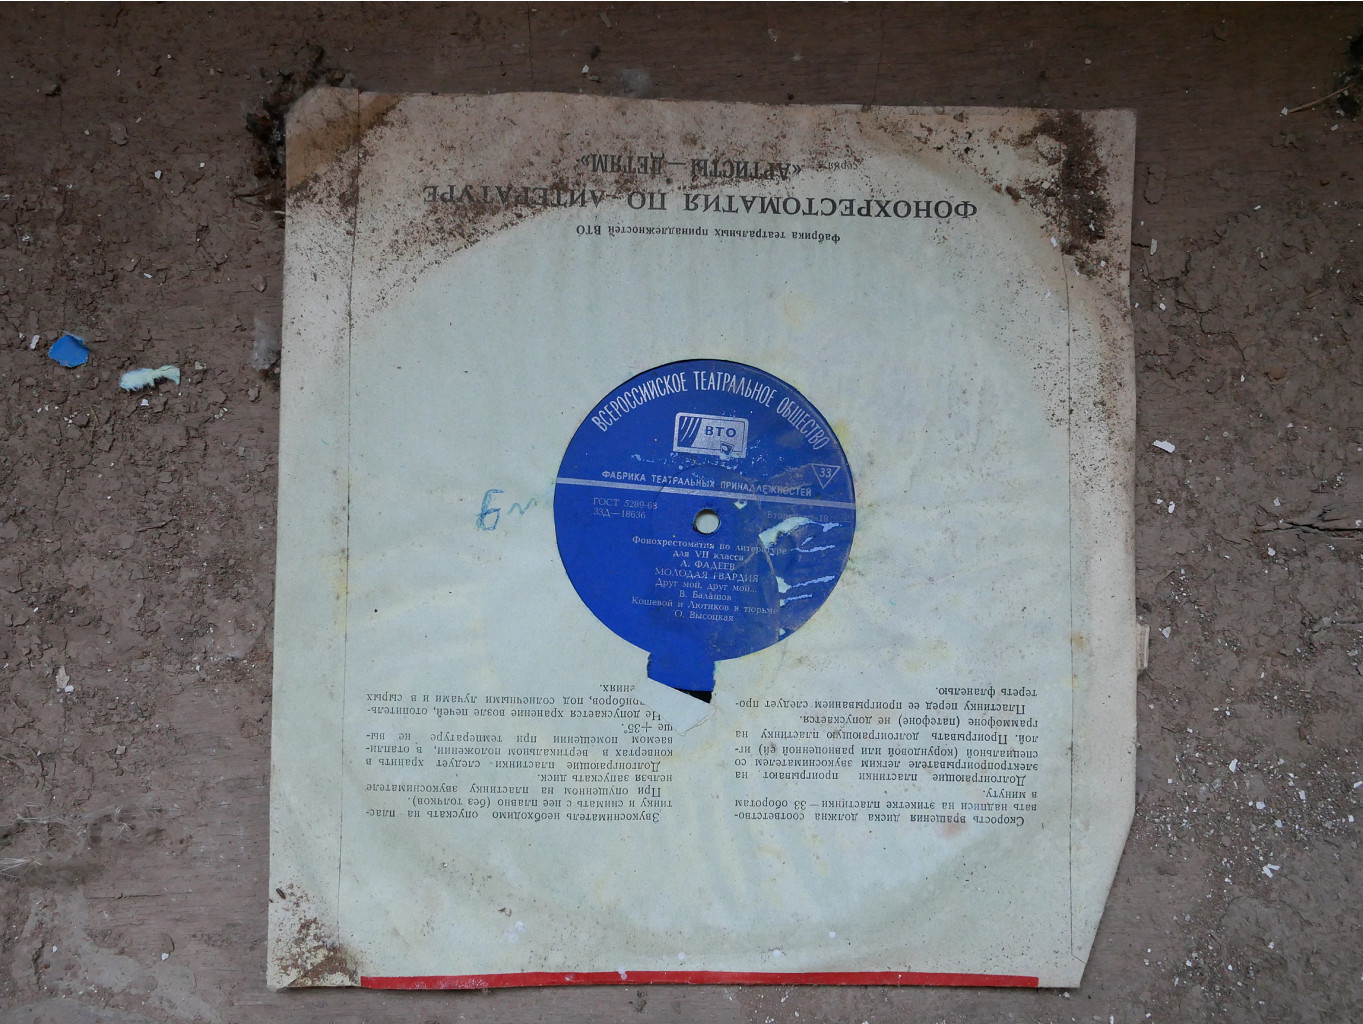 Серия
«АРТИСТЫ—ДЕТЯМ»
ФОНОХРЕСТОМАТИЯ ПО ЛИТЕРАТУРЕ
Фабрика театральных принадлежностей ВТО
ВСЕРОССИЙСКОЕ ТЕАТРАЛЬНОЕ ОБЩЕСТВО
ВТО
33
ФАБРИКА ТЕАТРАЛЬНЫХ ПРИНАДЛЕЖНОСТЕЙ
ГОСТ 5289-68
33Д—18636
Фонохрестоматия по литературе
для VII класса
А. ФАДЕЕВ
МОЛОДАЯ ГВАРДИЯ
Друг мой, друг мой...
В. Балашов
Кошевой и Лютиков в тюрьме
О. Высоцкая
Скорость вращения диска должна соответство-
вать надписи на этикетке пластинки — 33 оборотам
в минуту.
Долгоиграющие пластинки проигрывают на
электропроигрывателе легким звукоснимателем со
специальной (корундовой или равноценной ей) иг-
лой. Проигрывать долгоиграющую пластинку на
граммофоне (патефоне) не допускается.
Пластинку перед ее проигрыванием следует про-
тереть фланелью.
Звукосниматель необходимо опускать на плас-
тинку и снимать с нее плавно (без толчков).
При опущенном на пластинку звукоснимателе
нельзя запускать диск.
Долгоиграющие пластинки следует хранить в
конвертах в вертикальном положении, в отапли-
ваемом помещении при температуре не вы-
ше +35°.
Не допускается хранение возле печей, отопитель-
приборов, под солнечными лучами и в сырых